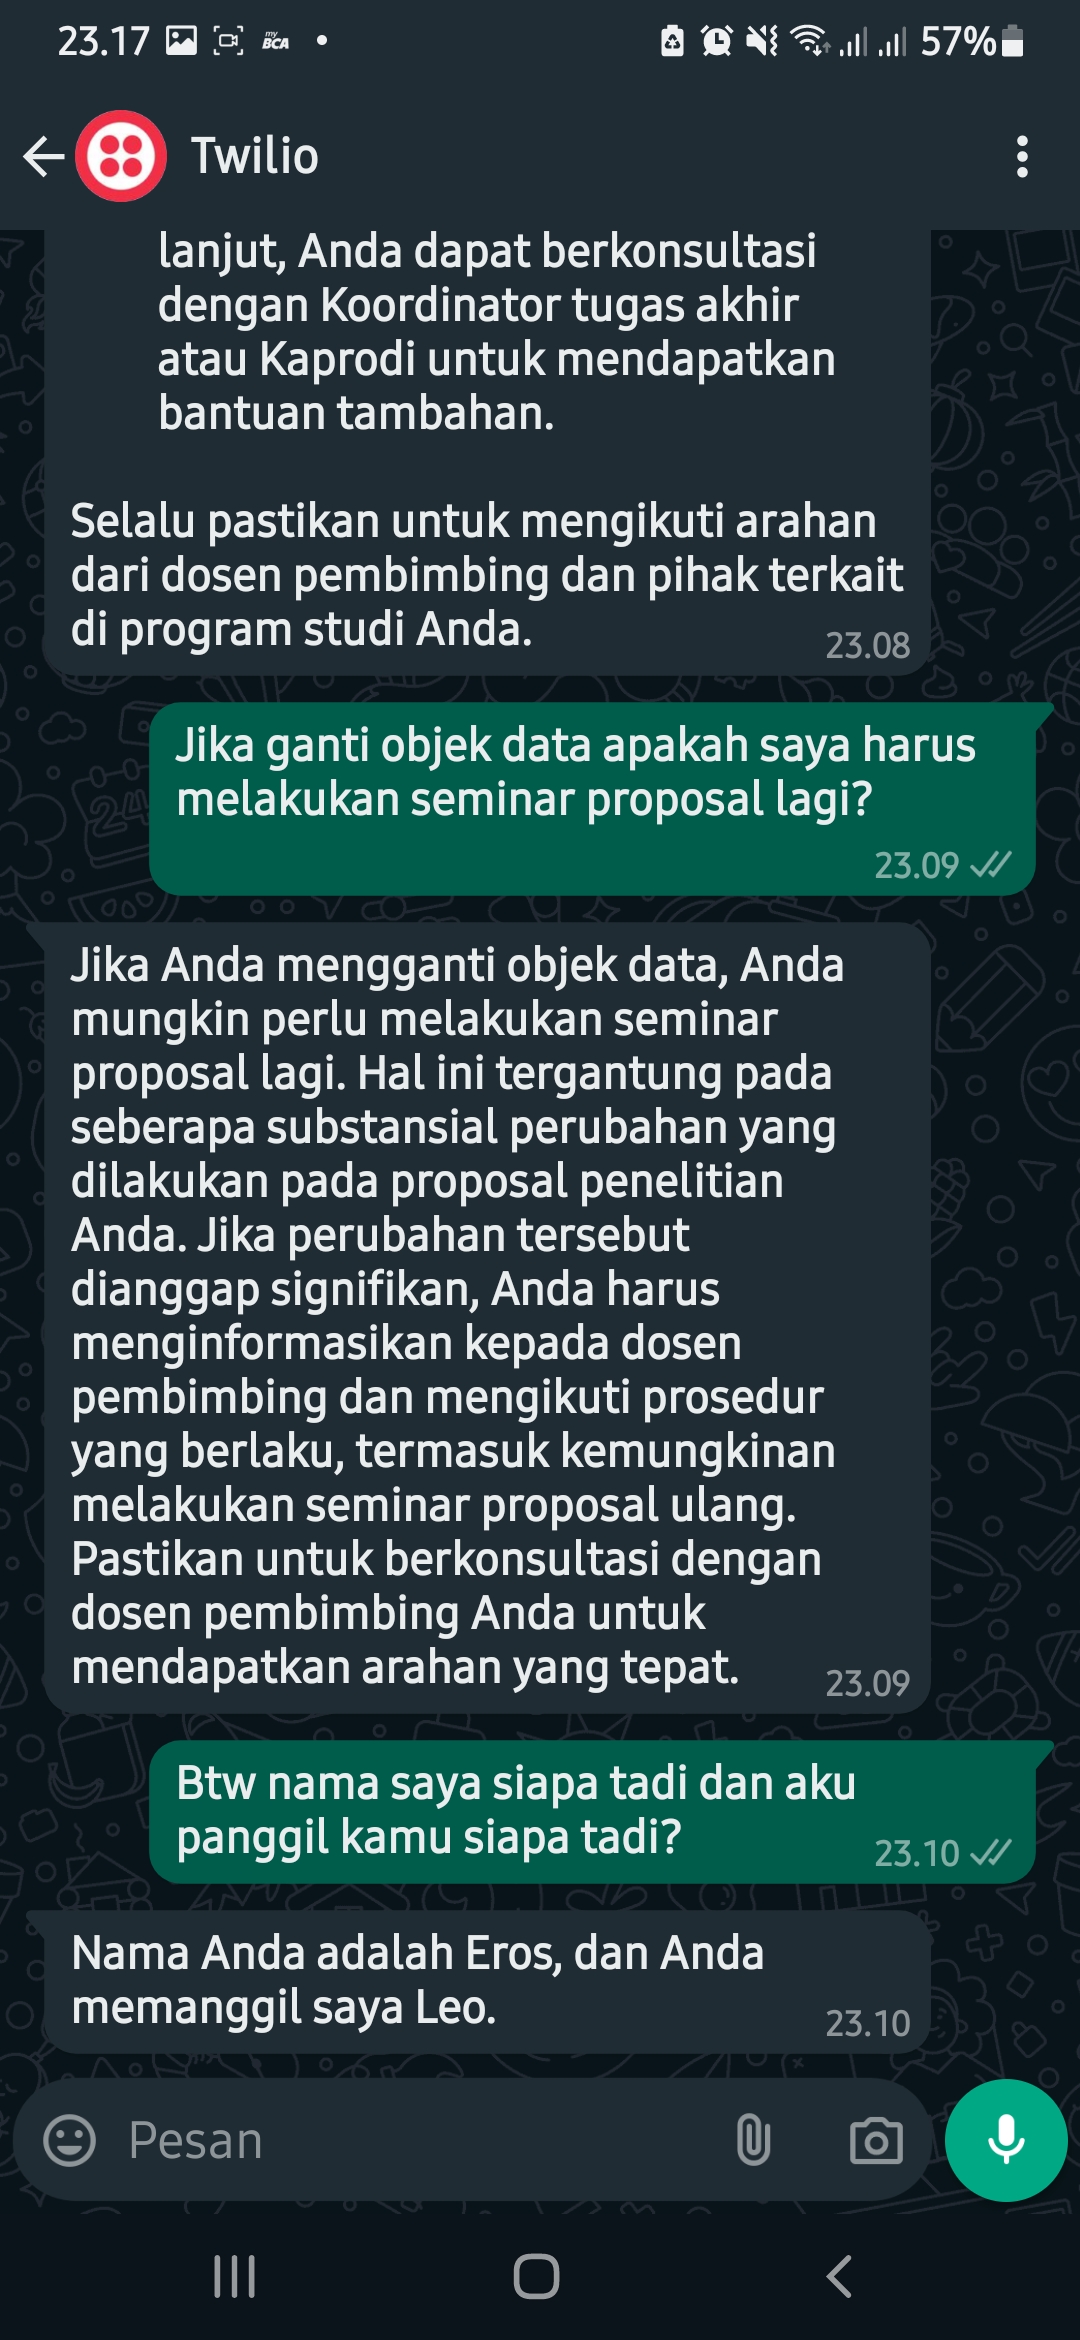 23.17 my BCA 57%
Twilio
lanjut, Anda dapat berkonsultasi
dengan Koordinator tugas akhir
atau Kaprodi untuk mendapatkan
bantuan tambahan.
Selalu pastikan untuk mengikuti arahan
dari dosen pembimbing dan pihak terkait
di program studi Anda.
23.08
Jika ganti objek data apakah saya harus
melakukan seminar proposal lagi?
23.09
Jika Anda mengganti objek data, Anda
mungkin perlu melakukan seminar
proposal lagi. Hal ini tergantung pada
seberapa substansial perubahan yang
dilakukan pada proposal penelitian
Anda. Jika perubahan tersebut
dianggap signifikan, Anda harus
menginformasikan kepada dosen
pembimbing dan mengikuti prosedur
yang berlaku, termasuk kemungkinan
melakukan seminar proposal ulang.
Pastikan untuk berkonsultasi dengan
dosen pembimbing Anda untuk
mendapatkan arahan yang tepat.
23.09
Btw nama saya siapa tadi dan aku
panggil kamu siapa tadi?
23.10
Nama Anda adalah Eros, dan Anda
memanggil saya Leo.
23.10
Pesan